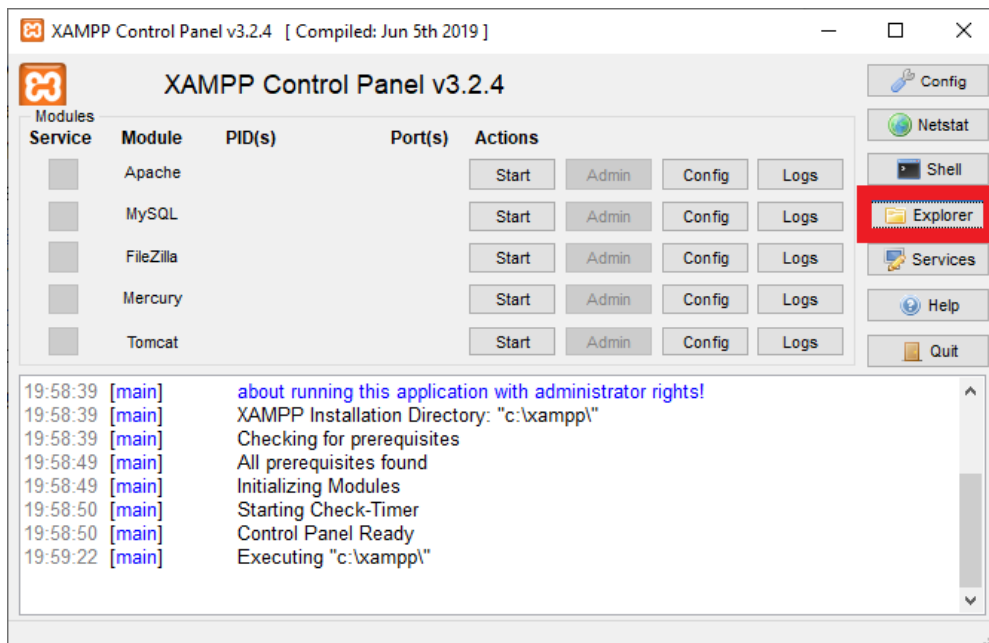 XAMPP Control Panel v3.2.4 [ Compiled: Jun 5th 2019 ]
XAMPP Control Panel v3.2.4
Config
Modules
Netstat
Service Module PID(s) Port(s) Actions
Apache Start Admin Config Logs
Shell
MySQL Start Admin Config Logs
Explorer
FileZilla Start Admin Config Logs
Services
Mercury Start Admin Config Logs
Help
Tomcat Start Admin Config Logs
Quit
19:58:39 [main] about running this application with administrator rights!
19:58:39 [main] XAMPP Installation Directory: "c:\xampp\"
19:58:39 [main] Checking for prerequisites
19:58:49 [main] All prerequisites found
19:58:49 [main] Initializing Modules
19:58:50 [main] Starting Check-Timer
19:58:50 [main] Control Panel Ready
19:59:22 [main] Executing "c:\xampp\"